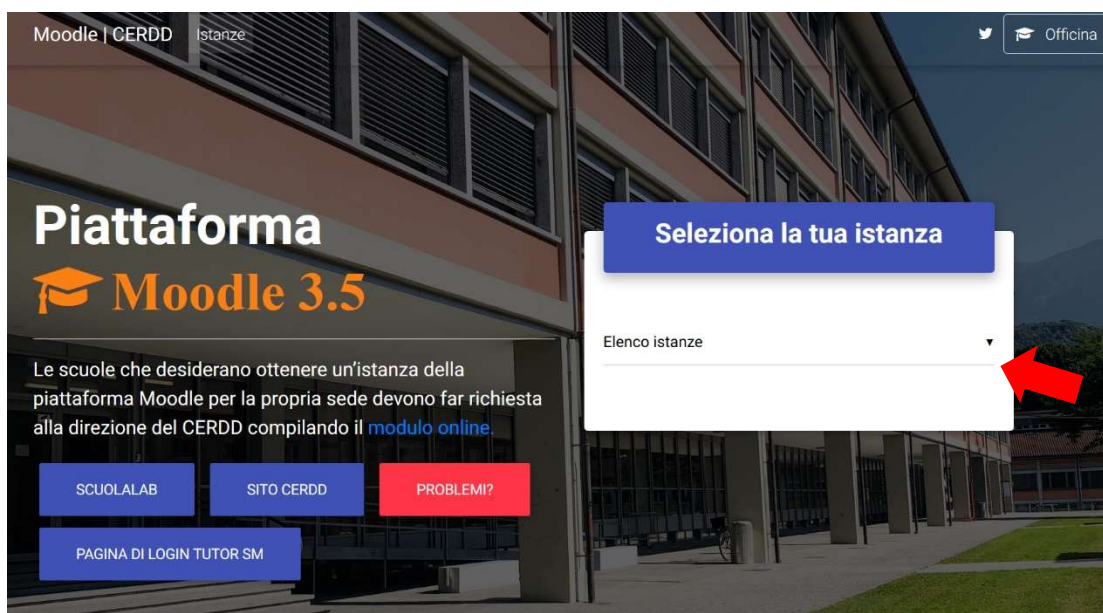 Moodle | CERDD Istanze
Officina
Piattaforma
Moodle 3.5
Le scuole che desiderano ottenere un'istanza della
piattaforma Moodle per la propria sede devono far richiesta
alla direzione del CERDD compilando il modulo online.
SCUOLALAB
SITO CERDD
PROBLEMI?
PAGINA DI LOGIN TUTOR SM
Seleziona la tua istanza
Elenco istanze